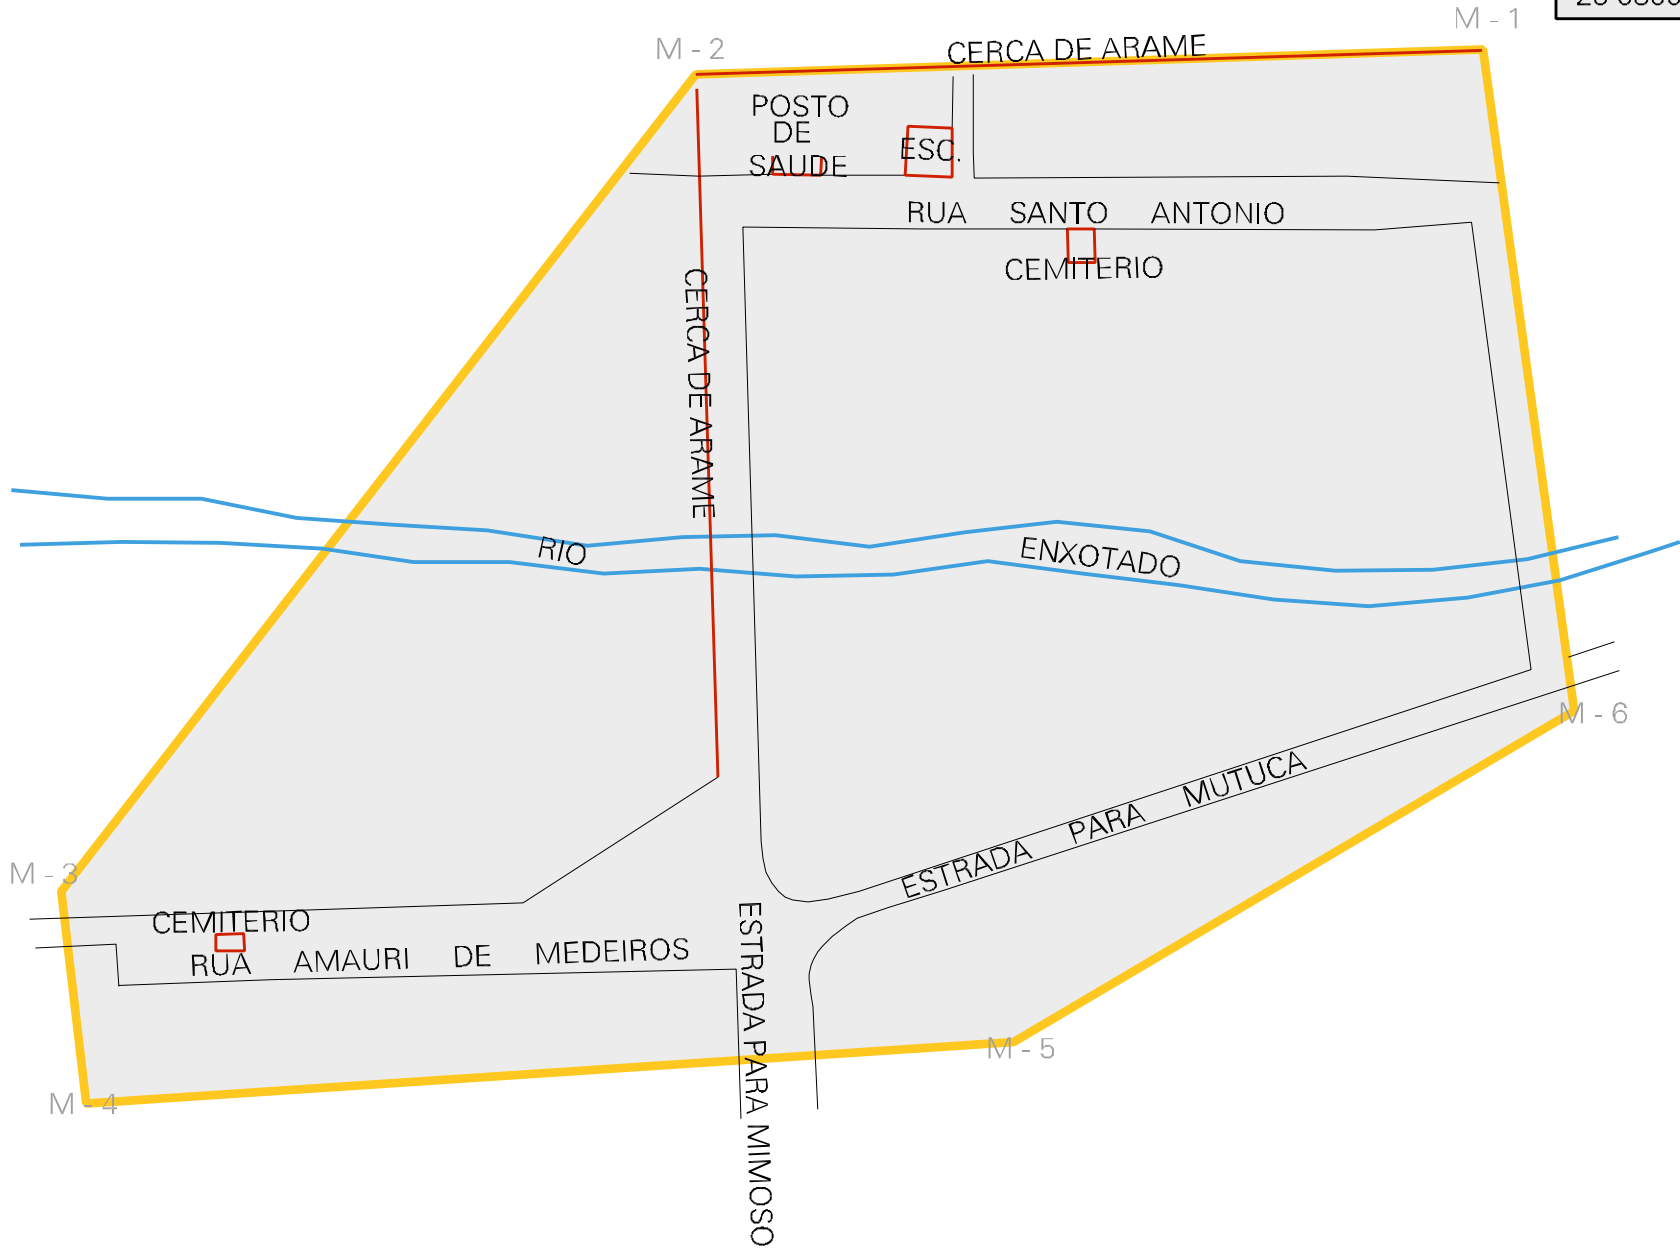 M - 1
M - 2
CERCA DE ARAME
POSTO
DE
SAUDE
ESC.
RUA SANTO ANTONIO
CEMITERIO
CERCA DE ARAME
RIO ENXOTADO
M - 6
ESTRADA PARA MUTUCA
M - 3
CEMITERIO
RUA AMAURI DE MEDEIROS
ESTRADA PARA MIMOSO
M - 5
M - 4